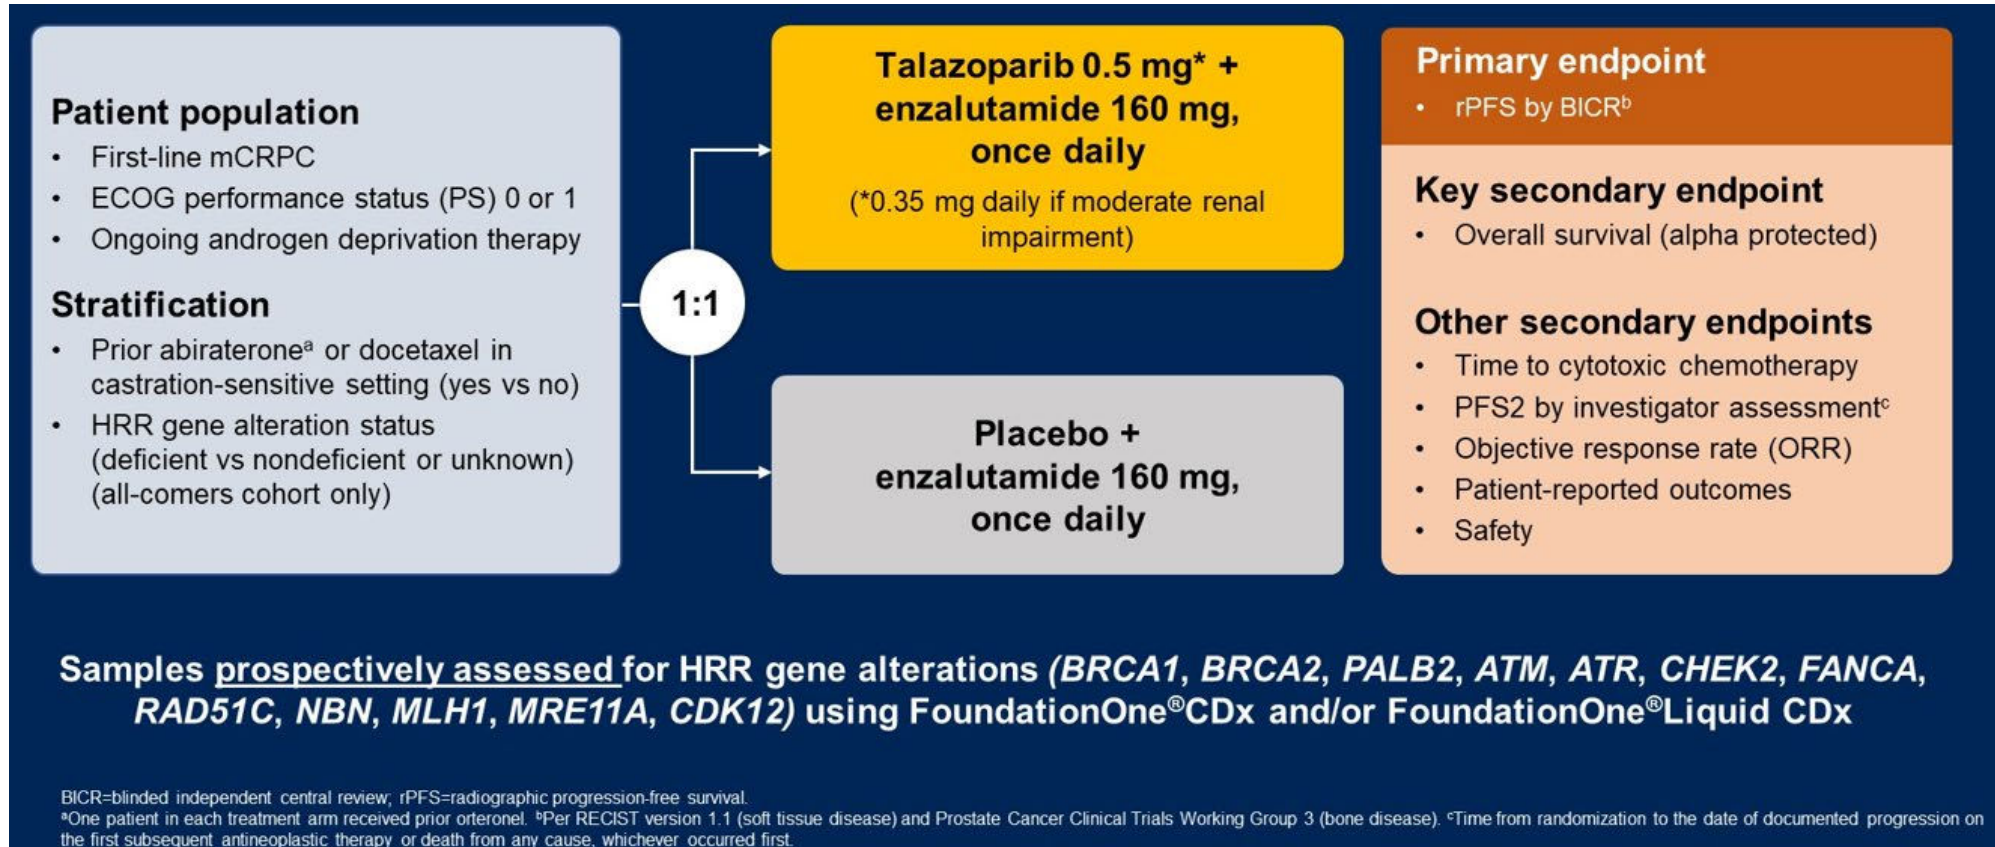 Patient population
• First-line mCRPC
• ECOG performance status (PS) 0 or 1
• Ongoing androgen deprivation therapy
Stratification
• Prior abirateroneᵃ or docetaxel in
castration-sensitive setting (yes vs no)
• HRR gene alteration status
(deficient vs nondeficient or unknown)
(all-comers cohort only)
1:1
Talazoparib 0.5 mg* +
enzalutamide 160 mg,
once daily
(*0.35 mg daily if moderate renal
impairment)
Placebo +
enzalutamide 160 mg,
once daily
Primary endpoint
• rPFS by BICRᵇ
Key secondary endpoint
• Overall survival (alpha protected)
Other secondary endpoints
• Time to cytotoxic chemotherapy
• PFS2 by investigator assessmentᶜ
• Objective response rate (ORR)
• Patient-reported outcomes
• Safety
Samples prospectively assessed for HRR gene alterations (BRCA1, BRCA2, PALB2, ATM, ATR, CHEK2, FANCA,
RAD51C, NBN, MLH1, MRE11A, CDK12) using FoundationOne®CDx and/or FoundationOne®Liquid CDx
BICR=blinded independent central review; rPFS=radiographic progression-free survival.
ᵃOne patient in each treatment arm received prior orteronel. ᵇPer RECIST version 1.1 (soft tissue disease) and Prostate Cancer Clinical Trials Working Group 3 (bone disease). ᶜTime from randomization to the date of documented progression on
the first subsequent antineoplastic therapy or death from any cause, whichever occurred first.